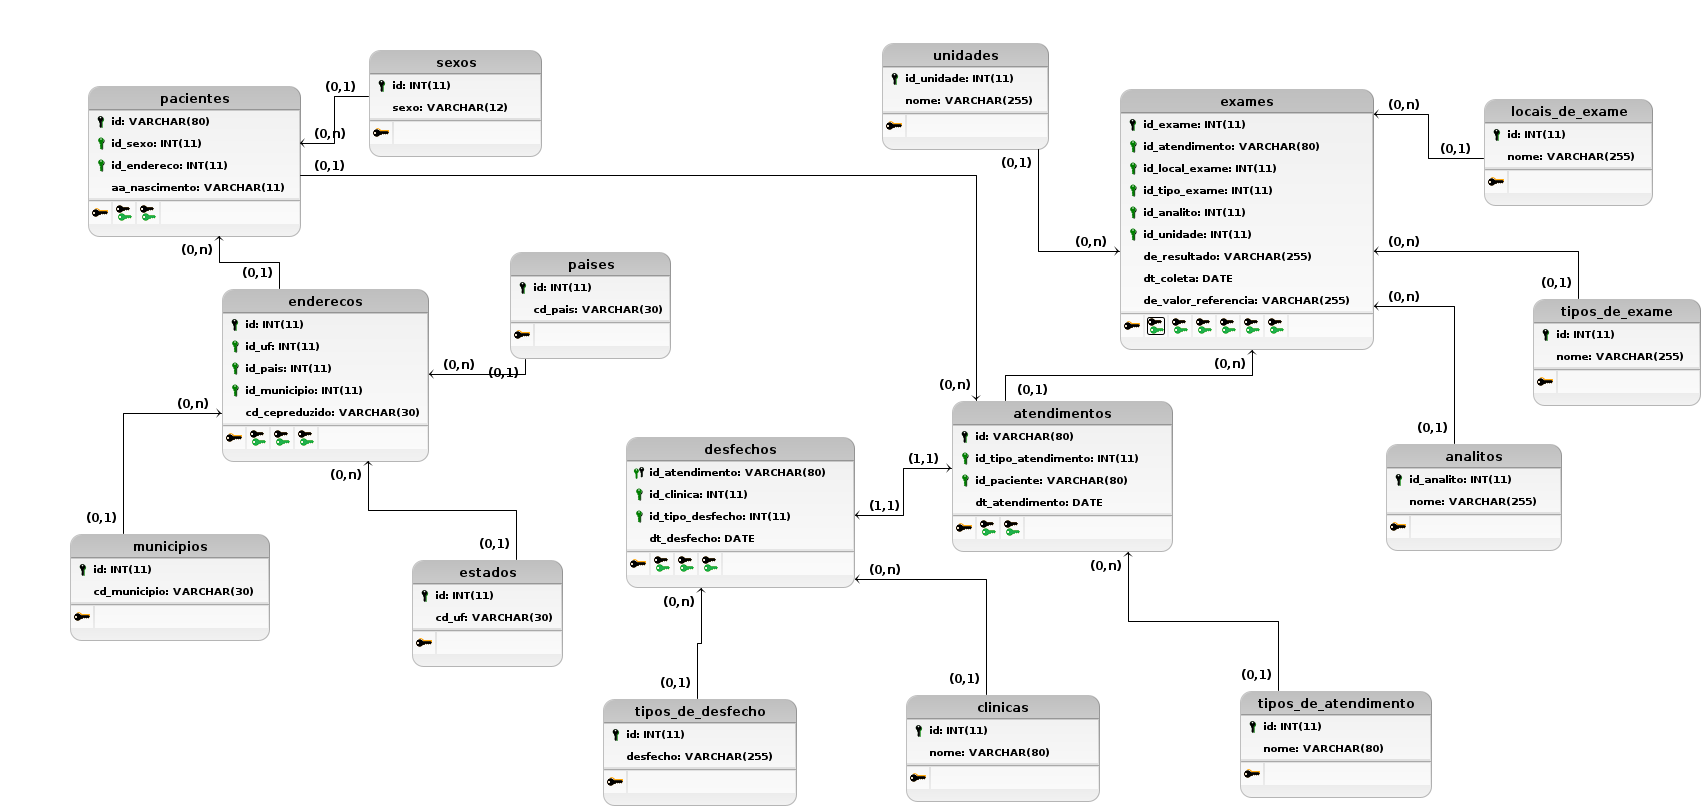 sexos
id: INT(11)
sexo: VARCHAR(12)
(0,1)
(0,n)
pacientes
id: VARCHAR(80)
id_sexo: INT(11)
id_endereco: INT(11)
aa_nascimento: VARCHAR(11)
(0,1)
(0,n)
(0,1)
enderecos
id: INT(11)
id_uf: INT(11)
id_pais: INT(11)
id_municipio: INT(11)
cd_cepreduzido: VARCHAR(30)
paises
id: INT(11)
cd_pais: VARCHAR(30)
(0,n)
(0,1)
(0,n)
(0,1)
municipios
id: INT(11)
cd_municipio: VARCHAR(30)
(0,n)
(0,1)
estados
id: INT(11)
cd_uf: VARCHAR(30)
unidades
id_unidade: INT(11)
nome: VARCHAR(255)
(0,1)
(0,n)
exames
id_exame: INT(11)
id_atendimento: VARCHAR(80)
id_local_exame: INT(11)
id_tipo_exame: INT(11)
id_analito: INT(11)
id_unidade: INT(11)
de_resultado: VARCHAR(255)
dt_coleta: DATE
de_valor_referencia: VARCHAR(255)
(0,n)
(0,1)
locais_de_exame
id: INT(11)
nome: VARCHAR(255)
(0,n)
(0,1)
tipos_de_exame
id: INT(11)
nome: VARCHAR(255)
(0,n)
(0,1)
analitos
id_analito: INT(11)
nome: VARCHAR(255)
(0,n)
(0,1)
(0,n)
atendimentos
id: VARCHAR(80)
id_tipo_atendimento: INT(11)
id_paciente: VARCHAR(80)
dt_atendimento: DATE
(1,1)
(1,1)
desfechos
id_atendimento: VARCHAR(80)
id_clinica: INT(11)
id_tipo_desfecho: INT(11)
dt_desfecho: DATE
(0,n)
(0,n)
(0,n)
(0,1)
tipos_de_desfecho
id: INT(11)
desfecho: VARCHAR(255)
(0,1)
clinicas
id: INT(11)
nome: VARCHAR(80)
(0,1)
tipos_de_atendimento
id: INT(11)
nome: VARCHAR(80)